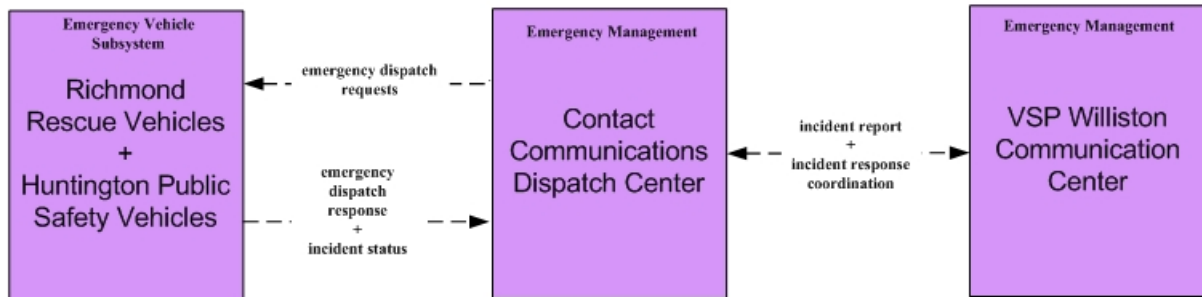 Emergency Vehicle
Subsystem
Richmond
Rescue Vehicles
+
Huntington Public
Safety Vehicles
emergency dispatch
requests
emergency
dispatch
response
+
incident status
Emergency Management
Contact
Communications
Dispatch Center
incident report
+
incident response
coordination
Emergency Management
VSP Williston
Communication
Center